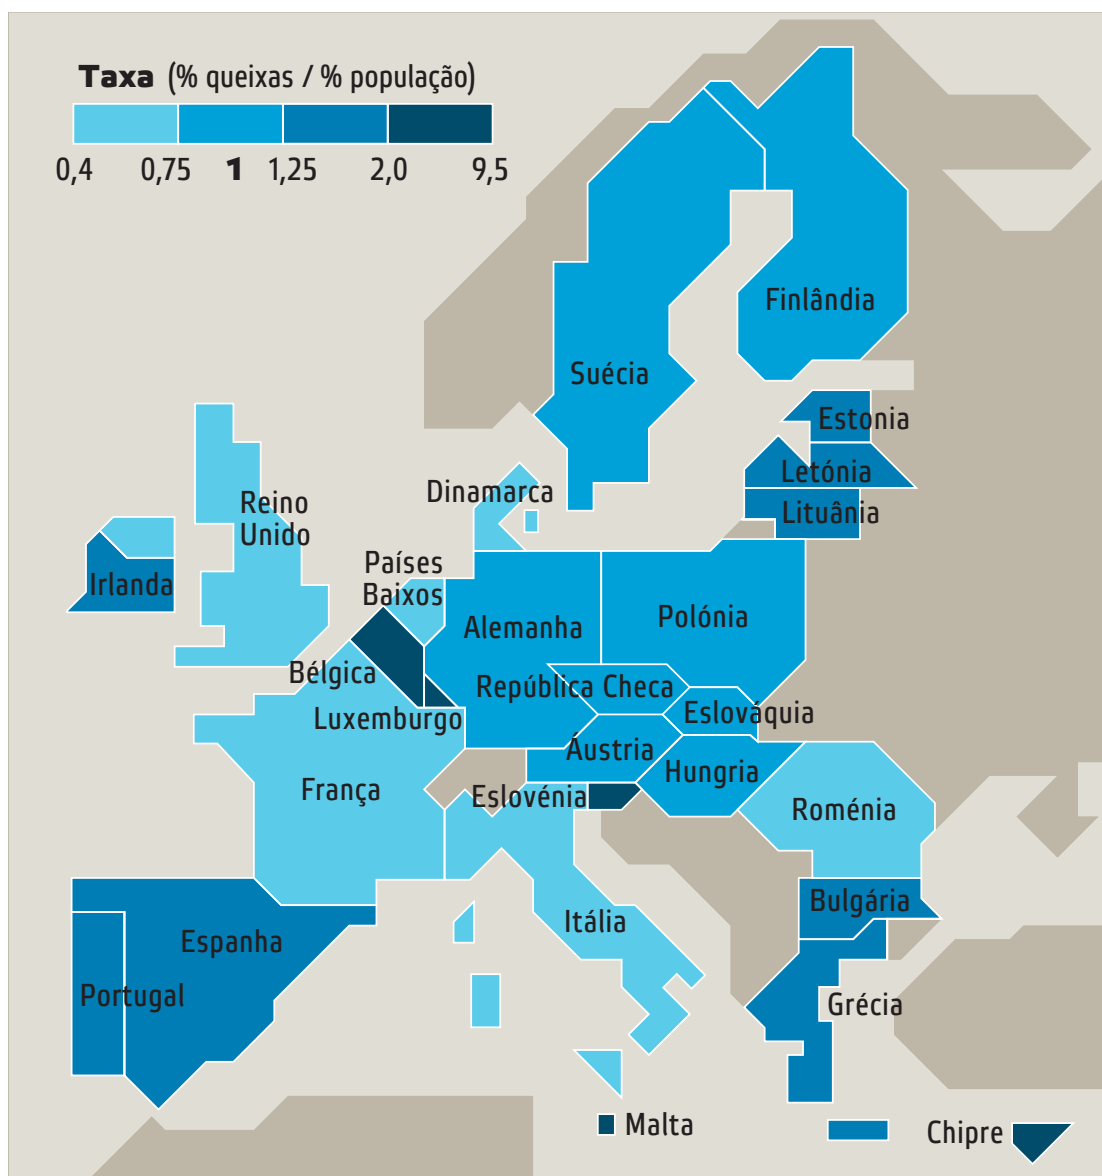 Taxa (% queixas / % população)
0,4 0,75 1 1,25 2,0 9,5
Finlândia
Suécia
Estonia
Letónia
Lituânia
Dinamarca
Reino
Unido
Irlanda
Países
Baixos
Alemanha
Polónia
Bélgica
República Checa
Luxemburgo
Eslováquia
Áustria
Hungria
França
Eslovénia
Roménia
Bulgária
Itália
Espanha
Portugal
Grécia
Malta
Chipre